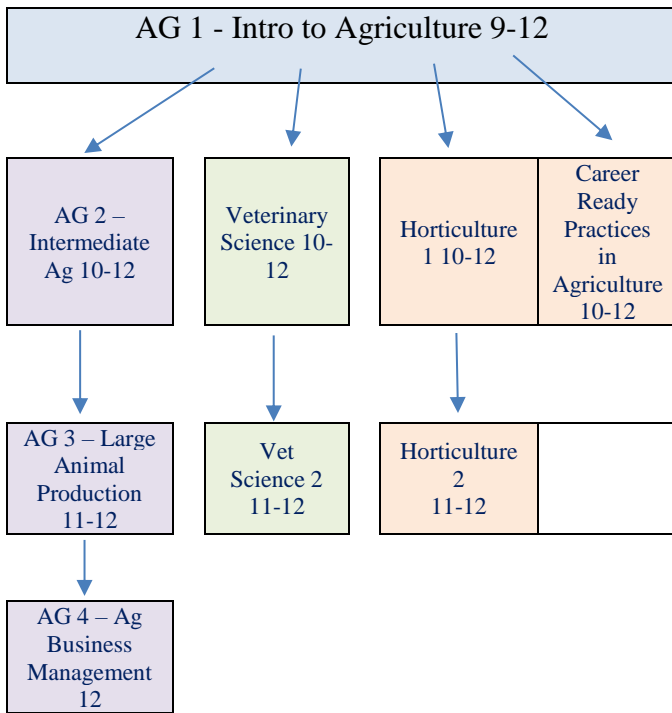 AG 1 - Intro to Agriculture 9-12
AG 2 –
Intermediate
Ag 10-12
Veterinary
Science 10-
12
Horticulture
1 10-12
Career
Ready
Practices
in
Agriculture
10-12
AG 3 – Large
Animal
Production
11-12
Vet
Science 2
11-12
Horticulture
2
11-12
AG 4 – Ag
Business
Management
12